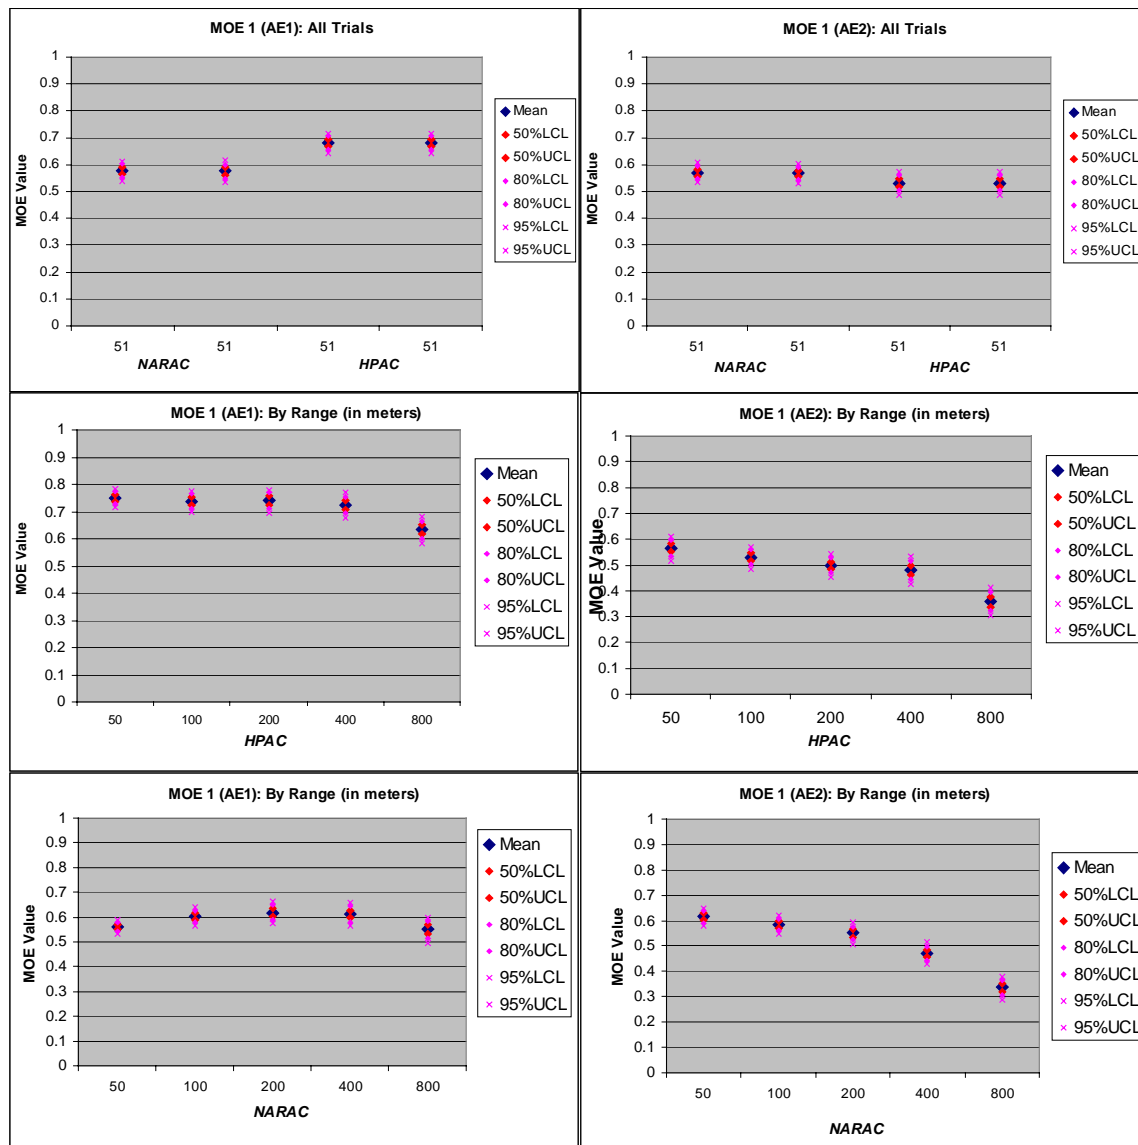 MOE 1 (AE1): All Trials
MOE Value
1
0.9
0.8
0.7
0.6
0.5
0.4
0.3
0.2
0.1
0
51 51 51 51
NARAC HPAC
Mean
50%LCL
50%UCL
80%LCL
80%UCL
95%LCL
95%UCL
MOE 1 (AE2): All Trials
MOE Value
1
0.9
0.8
0.7
0.6
0.5
0.4
0.3
0.2
0.1
0
51 51 51 51
NARAC HPAC
Mean
50%LCL
50%UCL
80%LCL
80%UCL
95%LCL
95%UCL
MOE 1 (AE1): By Range (in meters)
MOE Value
1
0.9
0.8
0.7
0.6
0.5
0.4
0.3
0.2
0.1
0
50 100 200 400 800
HPAC
Mean
50%LCL
50%UCL
80%LCL
80%UCL
95%LCL
95%UCL
MOE 1 (AE2): By Range (in meters)
MOE Value
1
0.9
0.8
0.7
0.6
0.5
0.4
0.3
0.2
0.1
0
50 100 200 400 800
HPAC
Mean
50%LCL
50%UCL
80%LCL
80%UCL
95%LCL
95%UCL
MOE 1 (AE1): By Range (in meters)
MOE Value
1
0.9
0.8
0.7
0.6
0.5
0.4
0.3
0.2
0.1
0
50 100 200 400 800
NARAC
Mean
50%LCL
50%UCL
80%LCL
80%UCL
95%LCL
95%UCL
MOE 1 (AE2): By Range (in meters)
MOE Value
1
0.9
0.8
0.7
0.6
0.5
0.4
0.3
0.2
0.1
0
50 100 200 400 800
NARAC
Mean
50%LCL
50%UCL
80%LCL
80%UCL
95%LCL
95%UCL